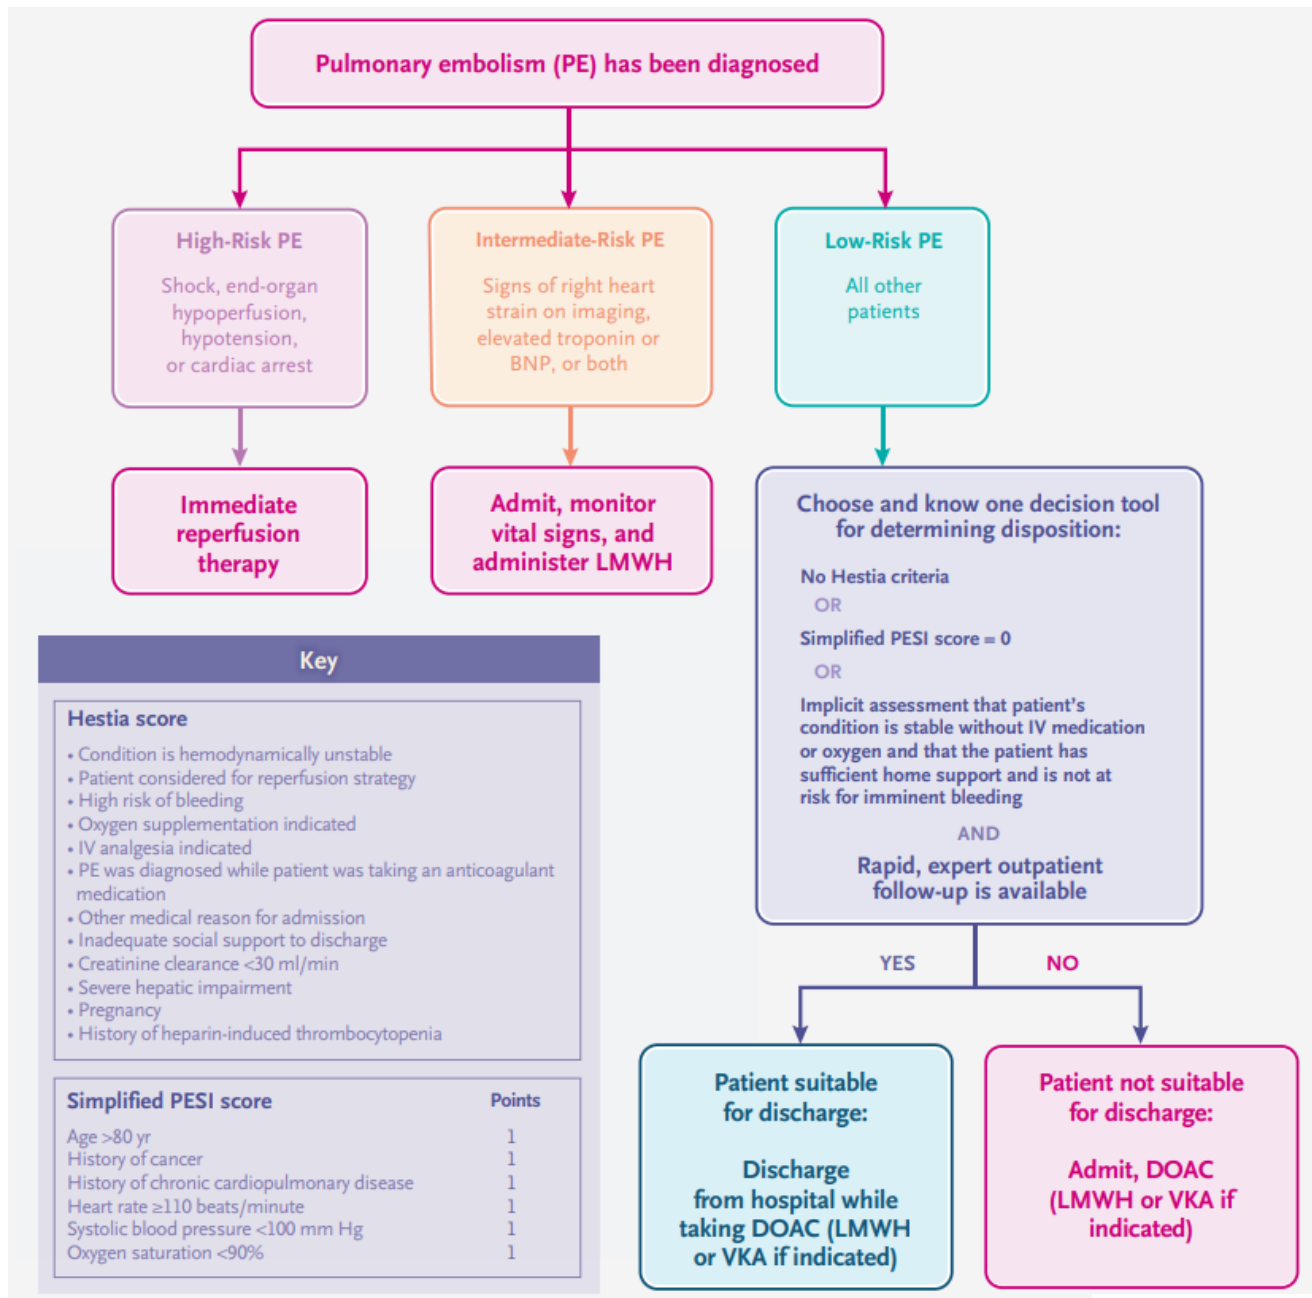 Pulmonary embolism (PE) has been diagnosed
High-Risk PE
Shock, end-organ
hypoperfusion,
hypotension,
or cardiac arrest
Intermediate-Risk PE
Signs of right heart
strain on imaging,
elevated troponin or
BNP, or both
Low-Risk PE
All other
patients
Immediate
reperfusion
therapy
Admit, monitor
vital signs, and
administer LMWH
Choose and know one decision tool
for determining disposition:
No Hestia criteria
OR
Simplified PESI score = 0
OR
Implicit assessment that patient’s
condition is stable without IV medication
or oxygen and that the patient has
sufficient home support and is not at
risk for imminent bleeding
AND
Rapid, expert outpatient
follow-up is available
YES
NO
Patient suitable
for discharge:
Discharge
from hospital while
taking DOAC (LMWH
or VKA if indicated)
Patient not suitable
for discharge:
Admit, DOAC
(LMWH or VKA if
indicated)
Key
Hestia score
• Condition is hemodynamically unstable
• Patient considered for reperfusion strategy
• High risk of bleeding
• Oxygen supplementation indicated
• IV analgesia indicated
• PE was diagnosed while patient was taking an anticoagulant
medication
• Other medical reason for admission
• Inadequate social support to discharge
• Creatinine clearance <30 ml/min
• Severe hepatic impairment
• Pregnancy
• History of heparin-induced thrombocytopenia
Simplified PESI score Points
Age >80 yr 1
History of cancer 1
History of chronic cardiopulmonary disease 1
Heart rate ≥110 beats/minute 1
Systolic blood pressure <100 mm Hg 1
Oxygen saturation <90% 1